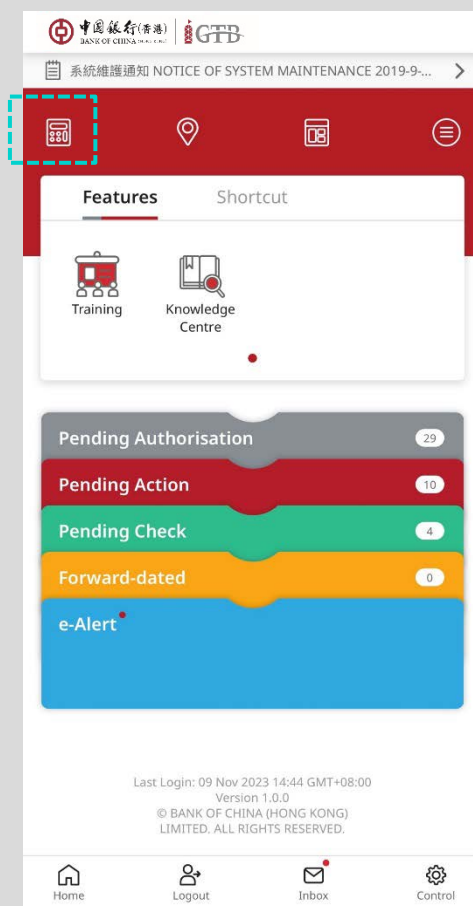 中國銀行(香港) iGTB
BANK OF CHINA (HONG KONG)
系統維護通知 NOTICE OF SYSTEM MAINTENANCE 2019-9-...
Features Shortcut
Training Knowledge
Centre
Pending Authorisation 29
Pending Action 10
Pending Check 4
Forward-dated 0
e-Alert
Last Login: 09 Nov 2023 14:44 GMT+08:00
Version 1.0.0
© BANK OF CHINA (HONG KONG)
LIMITED. ALL RIGHTS RESERVED.
Home Logout Inbox Control